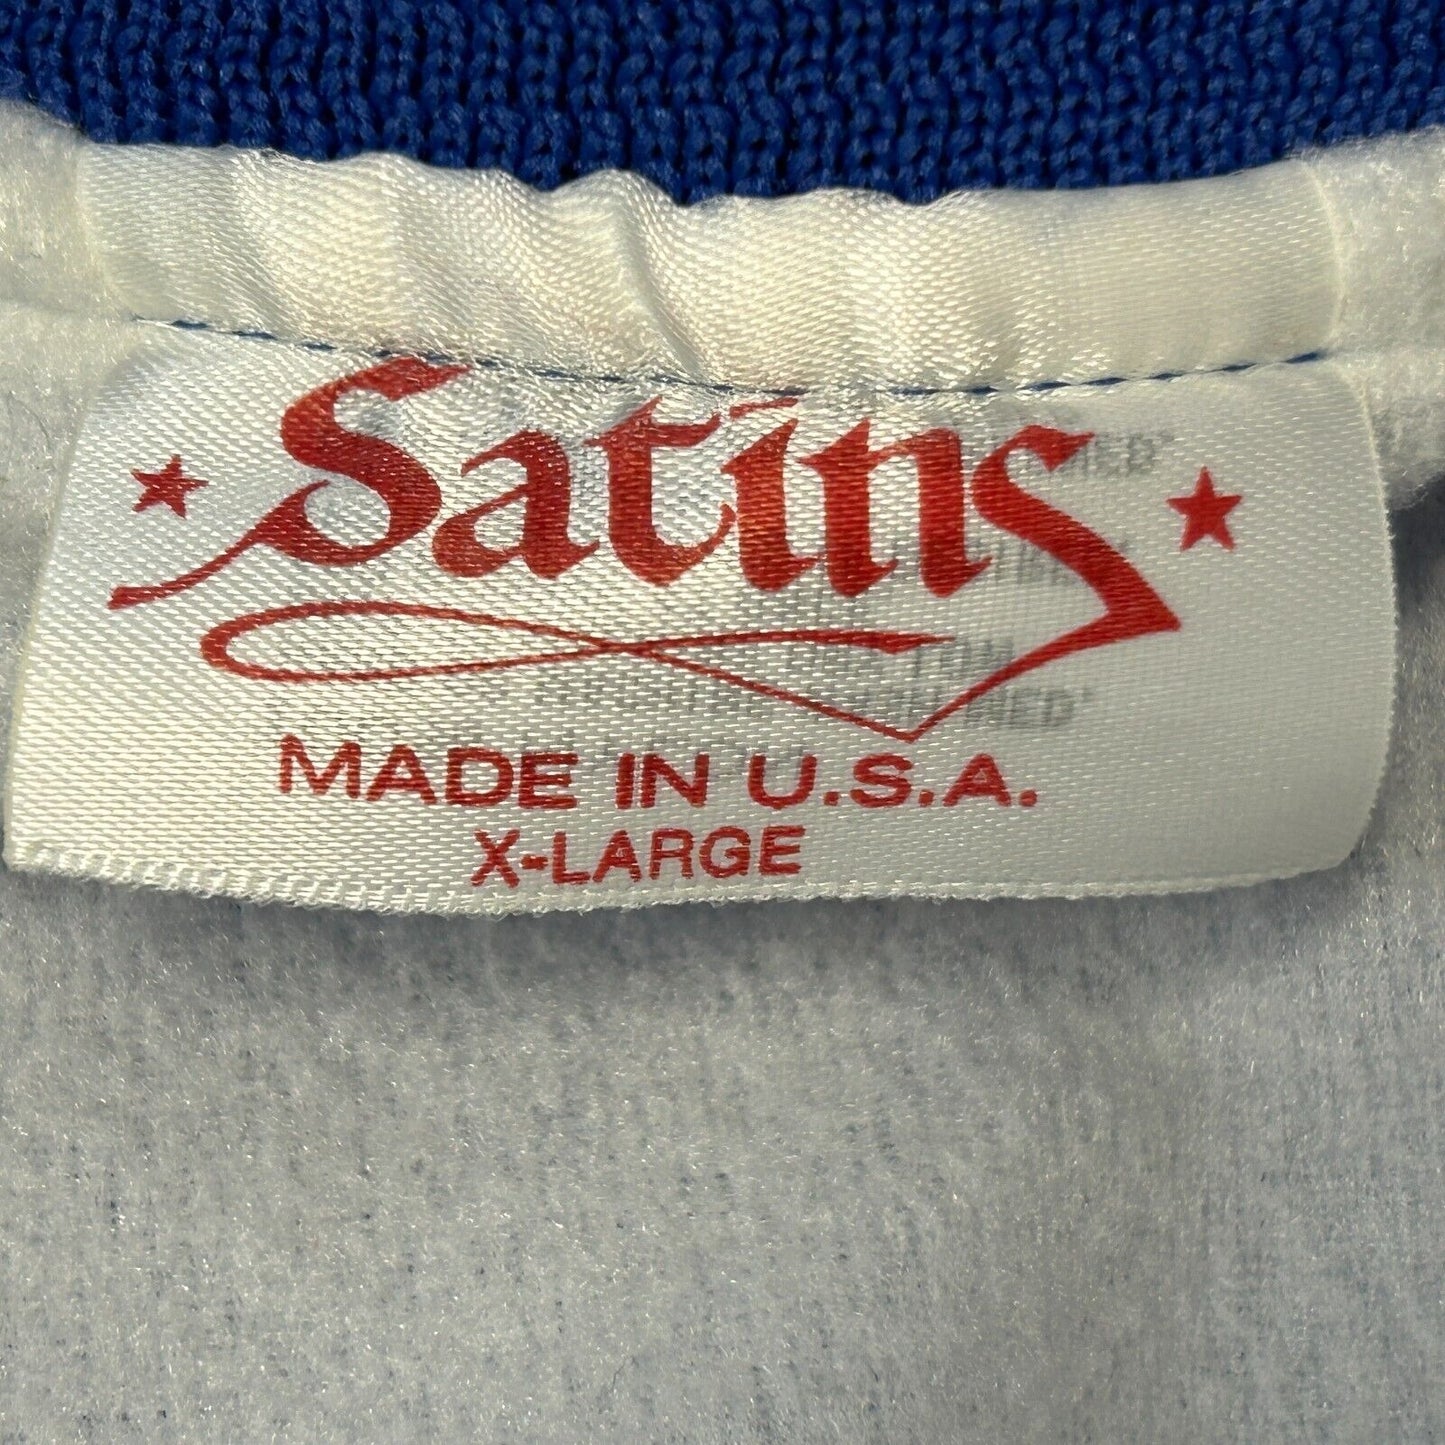 Satins
MADE IN U.S.A.
X-LARGE